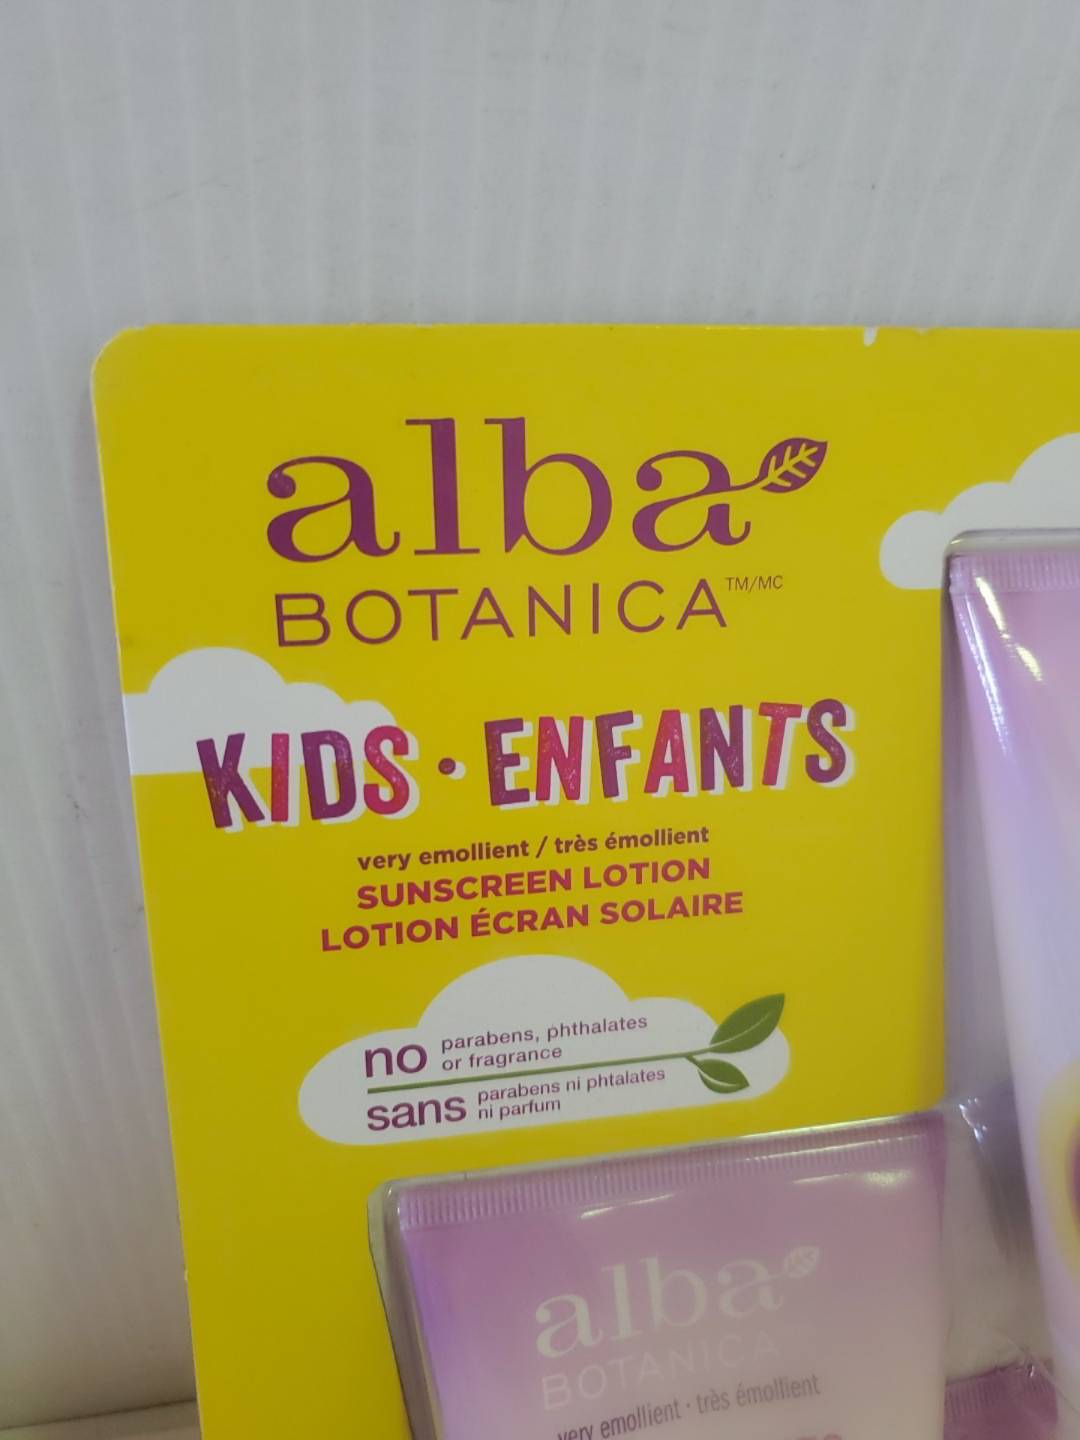 alba
BOTANICA™/MC
KIDS • ENFANTS
very emollient / très émollient
SUNSCREEN LOTION
LOTION ÉCRAN SOLAIRE
no parabens, phthalates
or fragrance
sans parabens ni phtalates
ni parfum
alba
BOTANICA
very emollient • très émollient